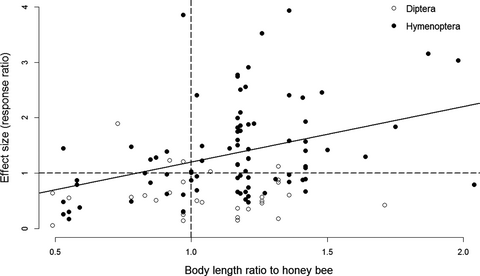 Diptera
Hymenoptera
Effect size (response ratio)
4
3
2
1
0
0.5
1.0
1.5
2.0
Body length ratio to honey bee